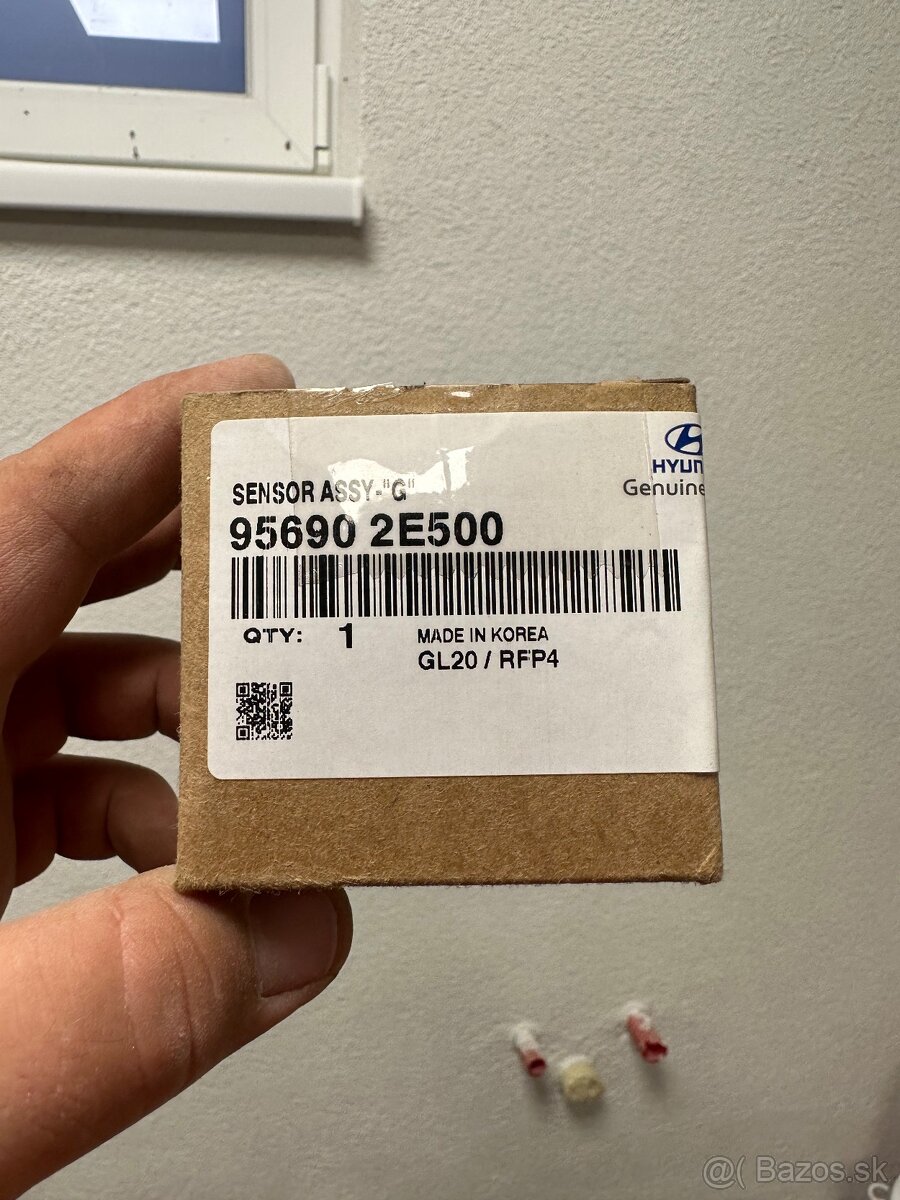 HYUN
Genuine
SENSOR ASSY-"G"
95690 2E500
QTY: 1
MADE IN KOREA
GL20 / RFP4
@( Bazos.sk